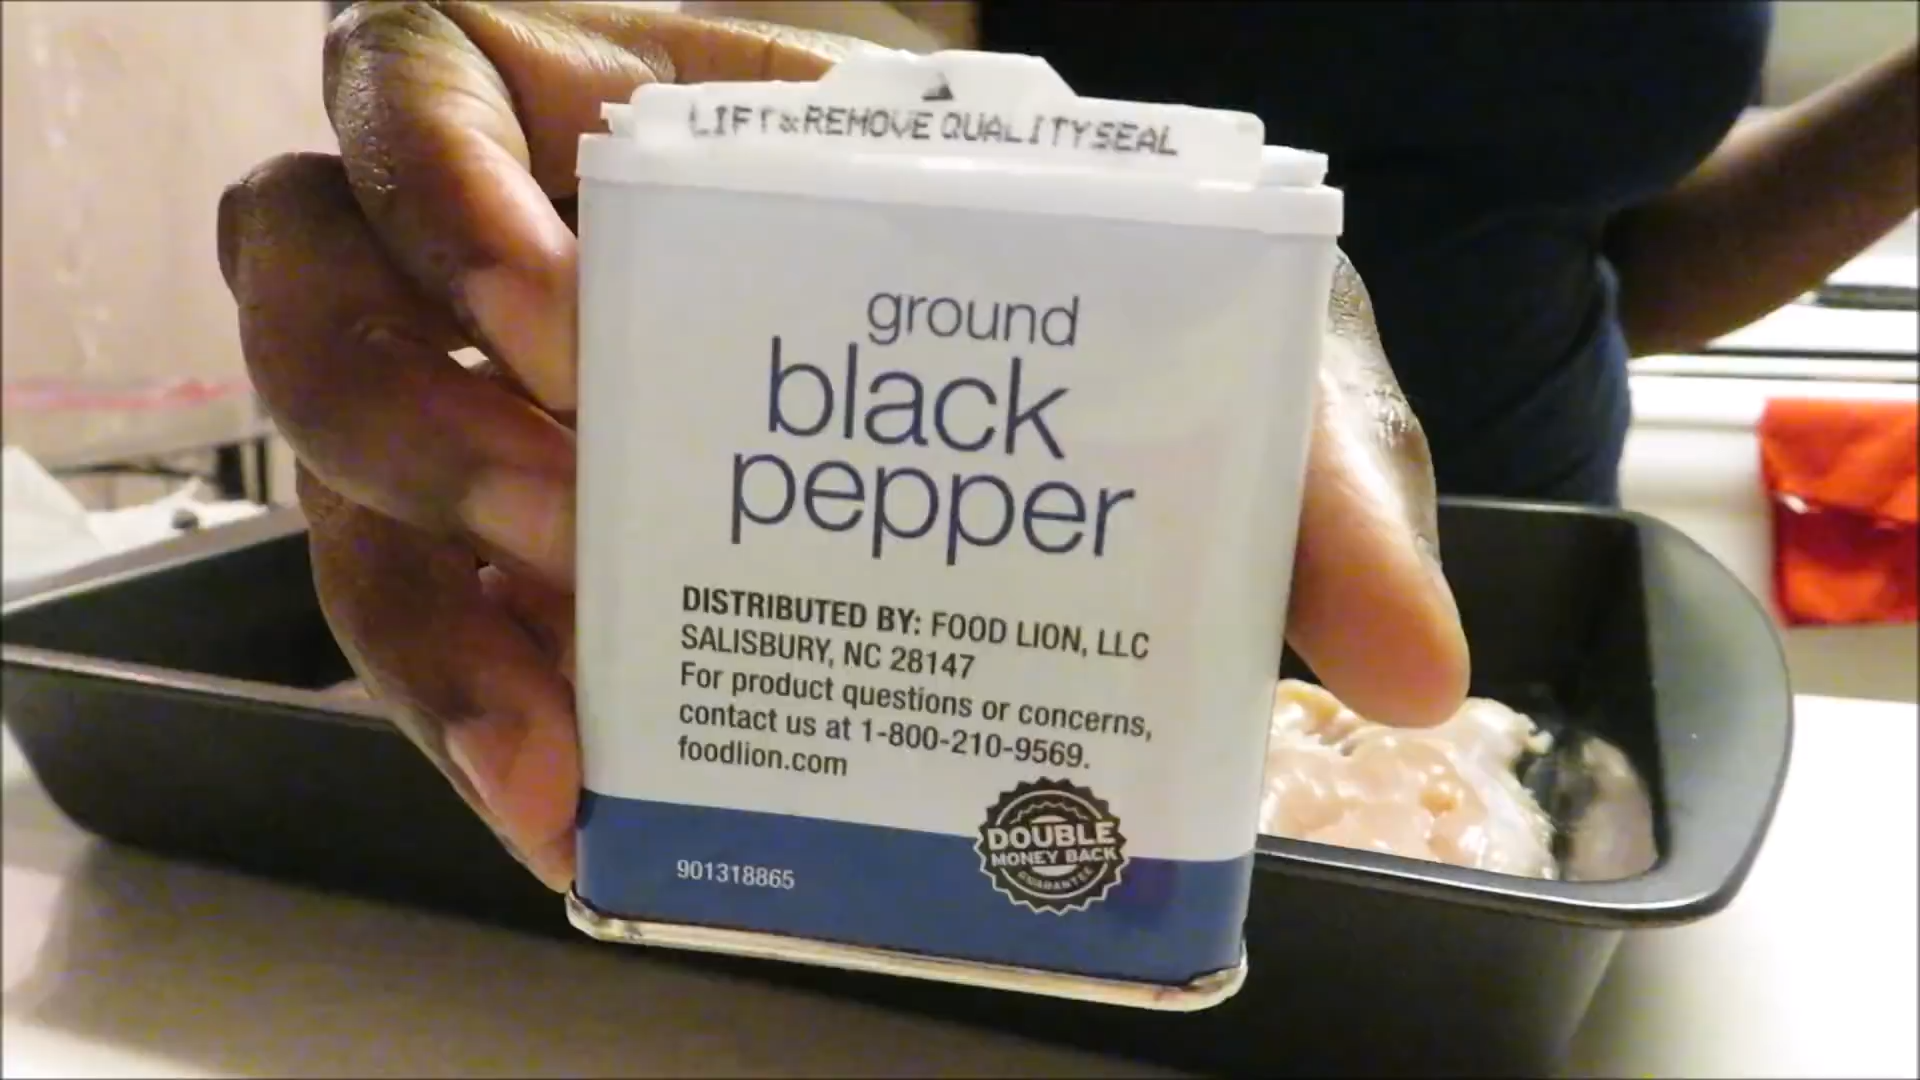 LIFT & REMOVE QUALITY SEAL
ground
black
pepper
DISTRIBUTED BY: FOOD LION, LLC
SALISBURY, NC 28147
For product questions or concerns,
contact us at 1-800-210-9569.
foodlion.com
901318865
DOUBLE
MONEY BACK
GUARANTEE